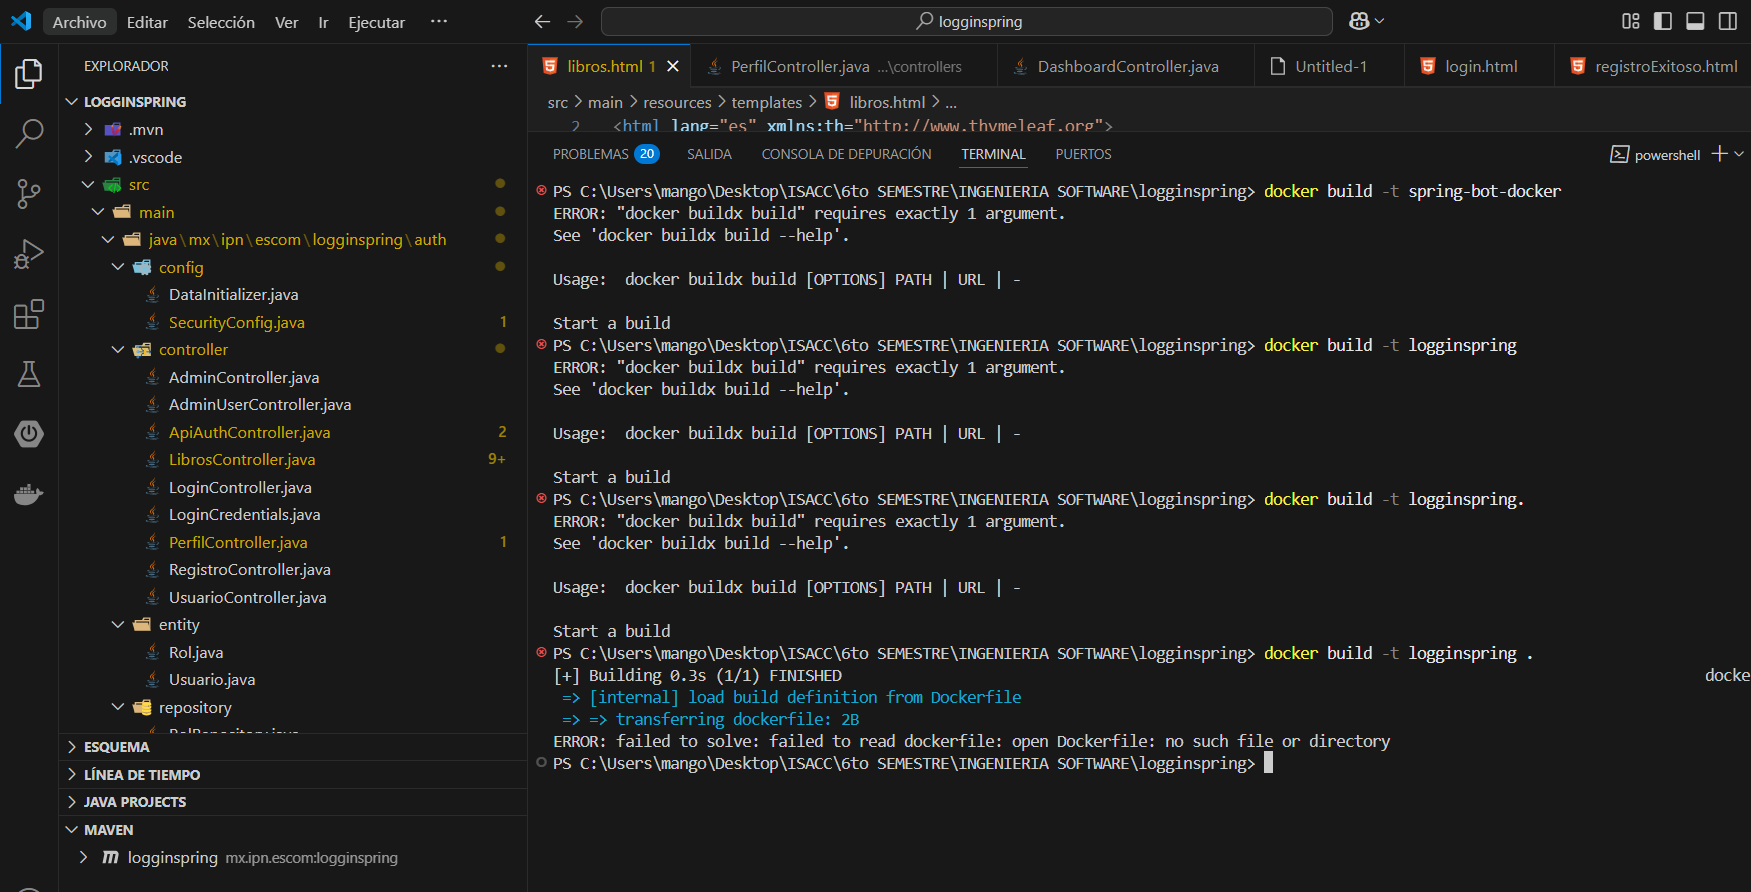 Archivo Editar Selección Ver Ir Ejecutar ··· logginspring
EXPLORADOR ···
LOGGINSPRING
.mvn
.vscode
src
main
java\mx\ipn\escom\logginspring\auth
config
DataInitializer.java
SecurityConfig.java 1
controller
AdminController.java
AdminUserController.java
ApiAuthController.java 2
LibrosController.java 9+
LoginController.java
LoginCredentials.java
PerfilController.java 1
RegistroController.java
UsuarioController.java
entity
Rol.java
Usuario.java
repository
RolRepository.java
ESQUEMA
LÍNEA DE TIEMPO
JAVA PROJECTS
MAVEN
logginspring mx.ipn.escom:logginspring
libros.html 1 PerfilController.java ...\controllers DashboardController.java Untitled-1 login.html registroExitoso.html
src > main > resources > templates > libros.html > ...
2 <html lang="es" xmlns:th="http://www.thymeleaf.org">
PROBLEMAS 20 SALIDA CONSOLA DE DEPURACIÓN TERMINAL PUERTOS powershell
PS C:\Users\mango\Desktop\ISACC\6to SEMESTRE\INGENIERIA SOFTWARE\logginspring> docker build -t spring-bot-docker
ERROR: "docker buildx build" requires exactly 1 argument.
See 'docker buildx build --help'.
Usage:  docker buildx build [OPTIONS] PATH | URL | -
Start a build
PS C:\Users\mango\Desktop\ISACC\6to SEMESTRE\INGENIERIA SOFTWARE\logginspring> docker build -t logginspring
ERROR: "docker buildx build" requires exactly 1 argument.
See 'docker buildx build --help'.
Usage:  docker buildx build [OPTIONS] PATH | URL | -
Start a build
PS C:\Users\mango\Desktop\ISACC\6to SEMESTRE\INGENIERIA SOFTWARE\logginspring> docker build -t logginspring.
ERROR: "docker buildx build" requires exactly 1 argument.
See 'docker buildx build --help'.
Usage:  docker buildx build [OPTIONS] PATH | URL | -
Start a build
PS C:\Users\mango\Desktop\ISACC\6to SEMESTRE\INGENIERIA SOFTWARE\logginspring> docker build -t logginspring .
[+] Building 0.3s (1/1) FINISHED docke
=> [internal] load build definition from Dockerfile
=> => transferring dockerfile: 2B
ERROR: failed to solve: failed to read dockerfile: open Dockerfile: no such file or directory
PS C:\Users\mango\Desktop\ISACC\6to SEMESTRE\INGENIERIA SOFTWARE\logginspring>